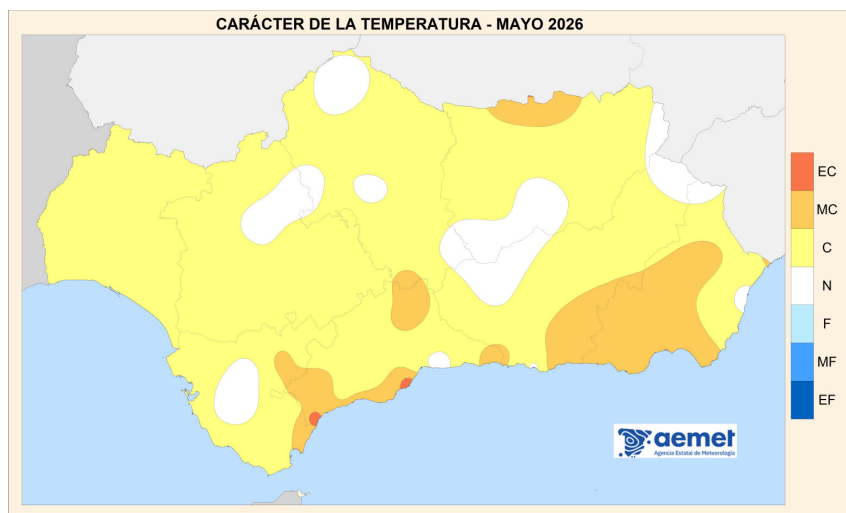 CARÁCTER DE LA TEMPERATURA - MAYO 2026
EC
MC
C
N
F
MF
EF
aemet
Agencia Estatal de Meteorología